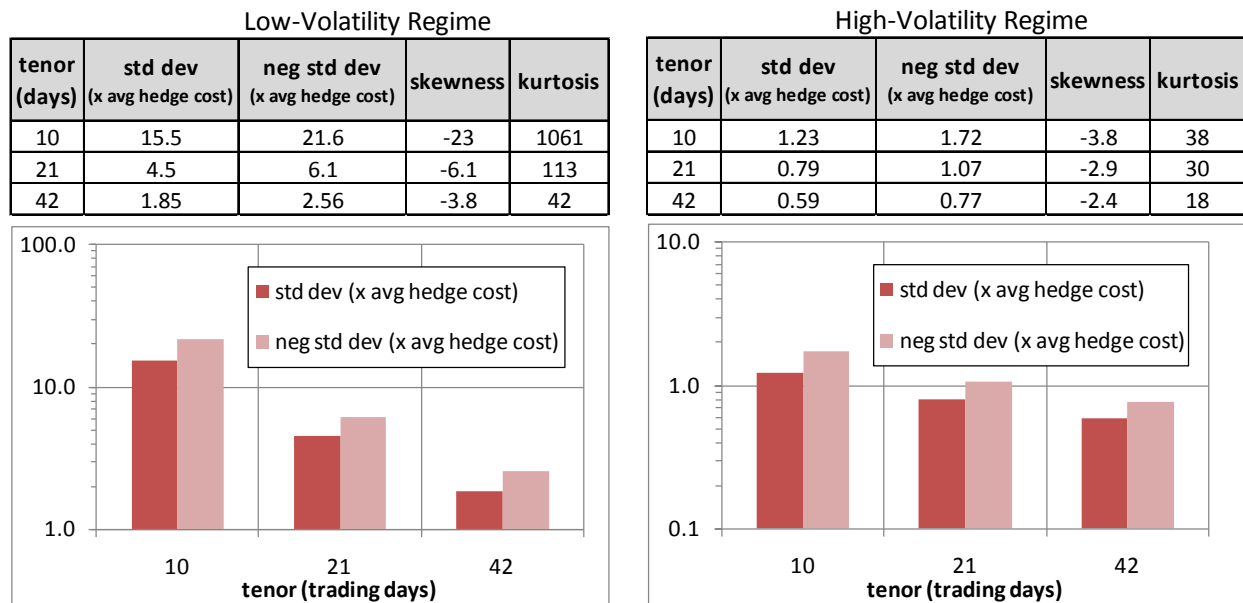 Low-Volatility Regime
tenor (days) std dev (x avg hedge cost) neg std dev (x avg hedge cost) skewness kurtosis
10 15.5 21.6 -23 1061
21 4.5 6.1 -6.1 113
42 1.85 2.56 -3.8 42
100.0
10.0
1.0
std dev (x avg hedge cost)
neg std dev (x avg hedge cost)
10 21 42
tenor (trading days)
High-Volatility Regime
tenor (days) std dev (x avg hedge cost) neg std dev (x avg hedge cost) skewness kurtosis
10 1.23 1.72 -3.8 38
21 0.79 1.07 -2.9 30
42 0.59 0.77 -2.4 18
10.0
1.0
0.1
std dev (x avg hedge cost)
neg std dev (x avg hedge cost)
10 21 42
tenor (trading days)